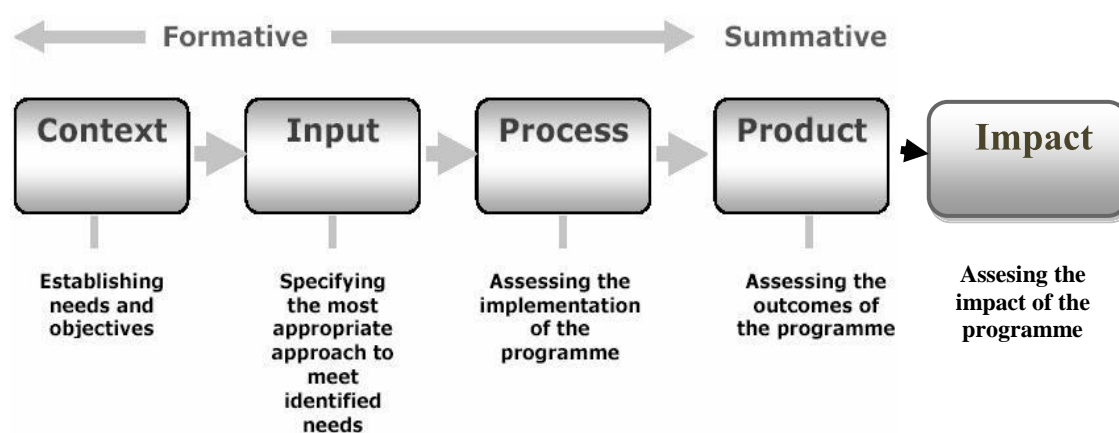 Formative
Summative
Context
Input
Process
Product
Impact
Establishing
needs and
objectives
Specifying
the most
appropriate
approach to
meet
identified
needs
Assessing the
implementation
of the
programme
Assessing the
outcomes of
the programme
Assesing the
impact of the
programme